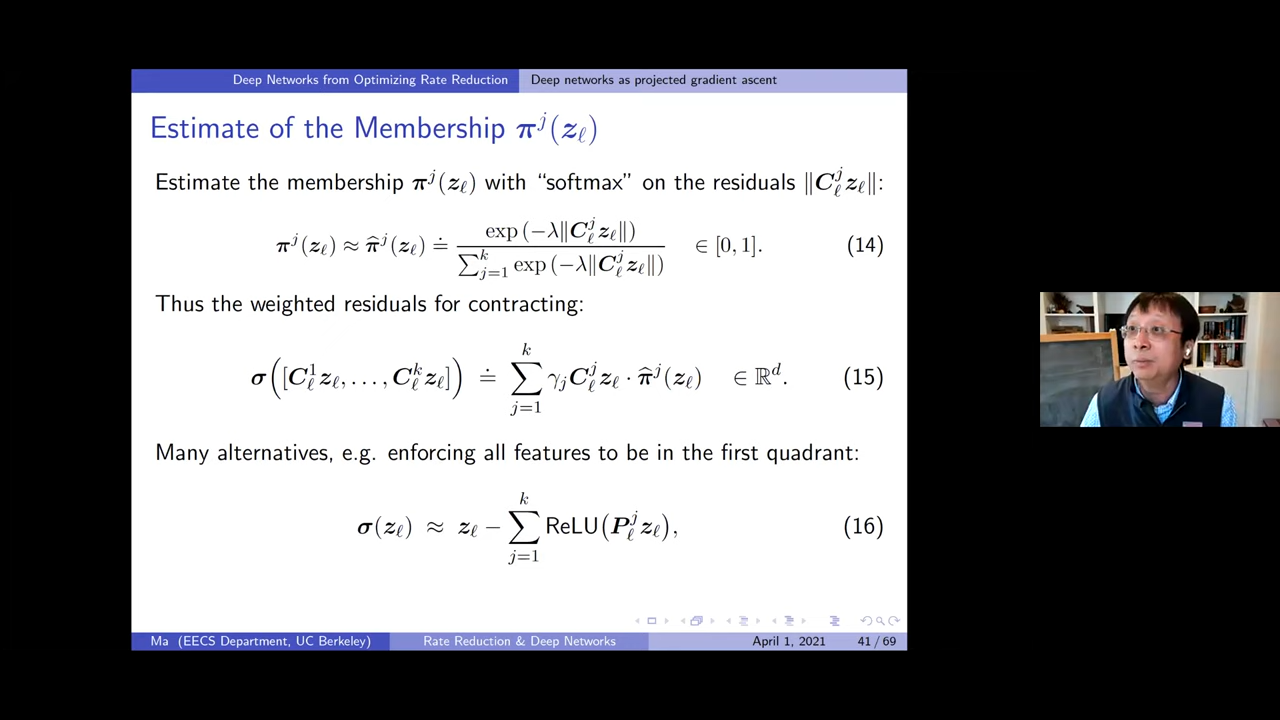 Deep Networks from Optimizing Rate Reduction Deep networks as projected gradient ascent
Estimate of the Membership π^j(z_ℓ)
Estimate the membership π^j(z_ℓ) with “softmax” on the residuals ‖C_ℓ^j z_ℓ‖:
π^j(z_ℓ) ≈ π̂^j(z_ℓ) ≐ exp(−λ‖C_ℓ^j z_ℓ‖) / ∑_{j=1}^k exp(−λ‖C_ℓ^j z_ℓ‖) ∈ [0, 1]. (14)
Thus the weighted residuals for contracting:
σ([C_ℓ^1 z_ℓ, . . . , C_ℓ^k z_ℓ]) ≐ ∑_{j=1}^k γ_j C_ℓ^j z_ℓ · π̂^j(z_ℓ) ∈ ℝ^d. (15)
Many alternatives, e.g. enforcing all features to be in the first quadrant:
σ(z_ℓ) ≈ z_ℓ − ∑_{j=1}^k ReLU(P_ℓ^j z_ℓ), (16)
Ma (EECS Department, UC Berkeley) Rate Reduction & Deep Networks April 1, 2021 41 / 69